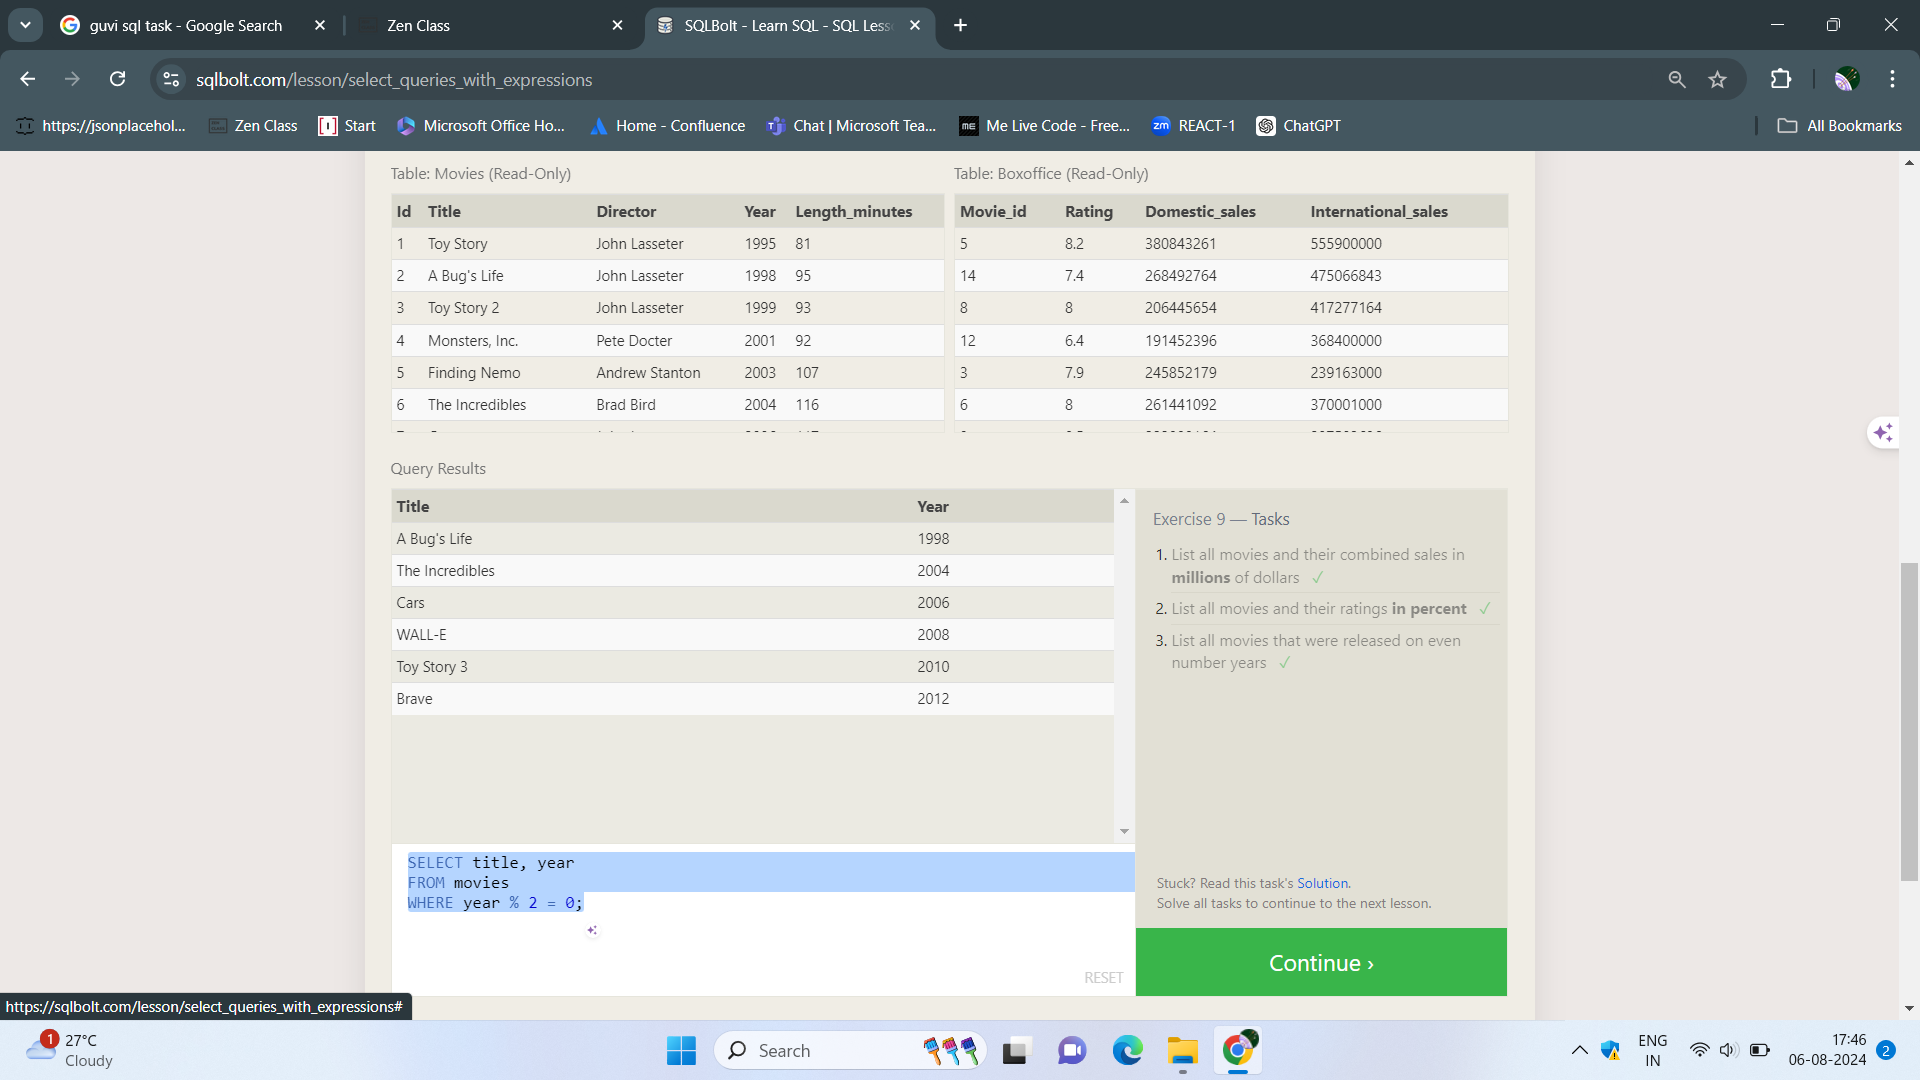 guvi sql task - Google Search
Zen Class
SQLBolt - Learn SQL - SQL Less
sqlbolt.com/lesson/select_queries_with_expressions
https://jsonplacehol...
Zen Class
Start
Microsoft Office Ho...
Home - Confluence
Chat | Microsoft Tea...
Me Live Code - Free...
REACT-1
ChatGPT
All Bookmarks
Table: Movies (Read-Only)
Id Title Director Year Length_minutes
1 Toy Story John Lasseter 1995 81
2 A Bug's Life John Lasseter 1998 95
3 Toy Story 2 John Lasseter 1999 93
4 Monsters, Inc. Pete Docter 2001 92
5 Finding Nemo Andrew Stanton 2003 107
6 The Incredibles Brad Bird 2004 116
Table: Boxoffice (Read-Only)
Movie_id Rating Domestic_sales International_sales
5 8.2 380843261 555900000
14 7.4 268492764 475066843
8 8 206445654 417277164
12 6.4 191452396 368400000
3 7.9 245852179 239163000
6 8 261441092 370001000
Query Results
Title Year
A Bug's Life 1998
The Incredibles 2004
Cars 2006
WALL-E 2008
Toy Story 3 2010
Brave 2012
SELECT title, year
FROM movies
WHERE year % 2 = 0;
RESET
Exercise 9 — Tasks
1. List all movies and their combined sales in
millions of dollars ✓
2. List all movies and their ratings in percent ✓
3. List all movies that were released on even
number years ✓
Stuck? Read this task's Solution.
Solve all tasks to continue to the next lesson.
Continue ›
https://sqlbolt.com/lesson/select_queries_with_expressions#
1
27°C
Cloudy
Search
ENG
IN
17:46
06-08-2024
2